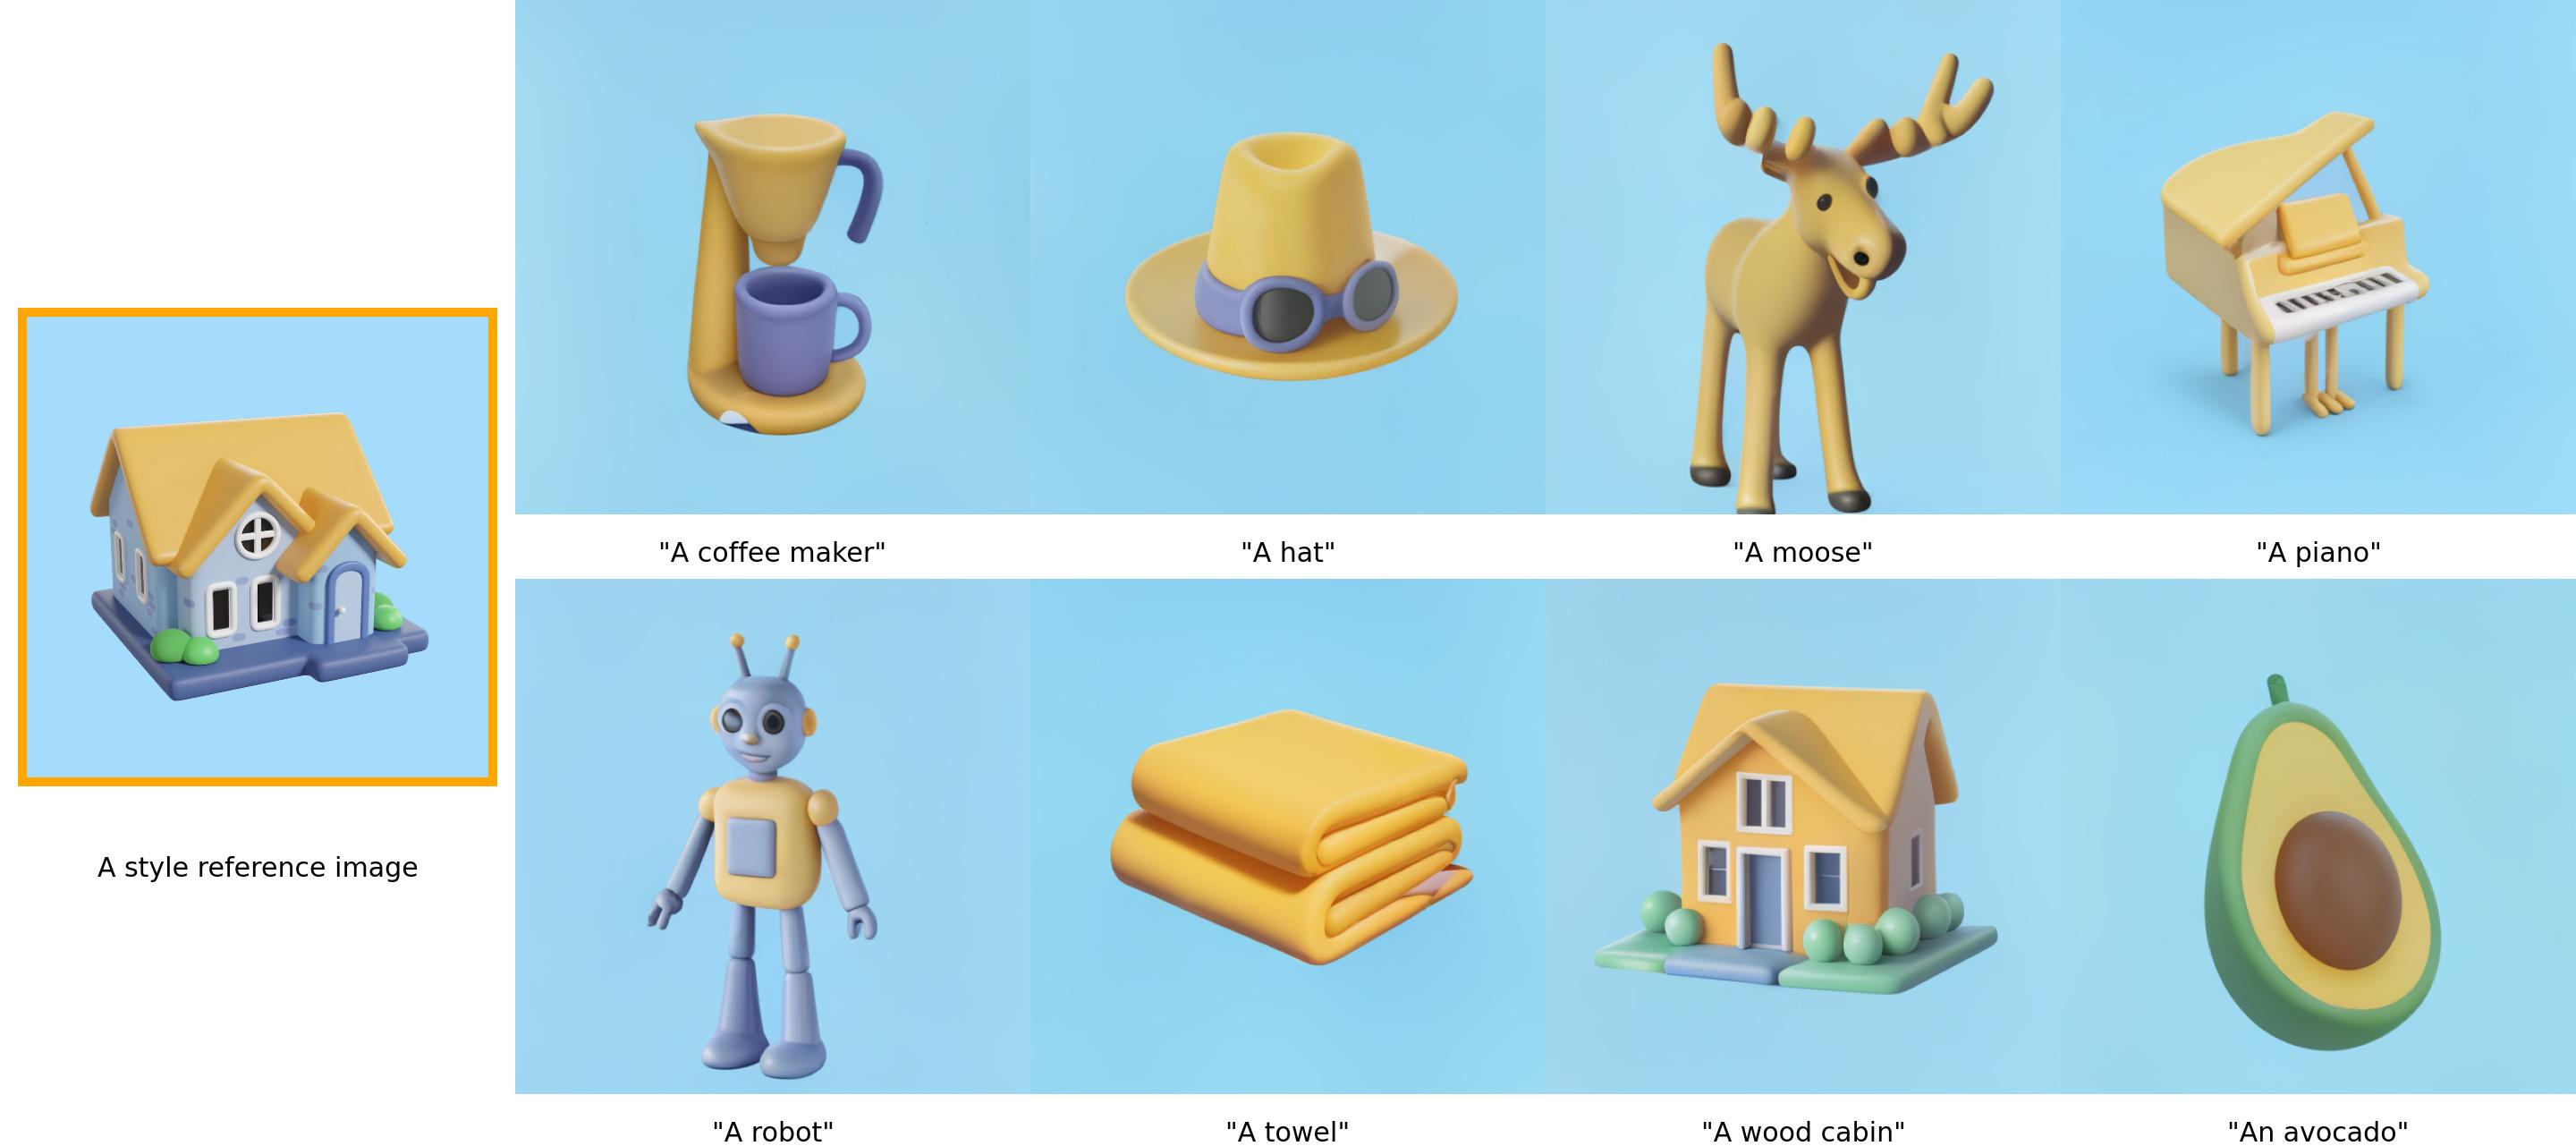 "A coffee maker"
"A hat"
"A moose"
"A piano"
A style reference image
"A robot"
"A towel"
"A wood cabin"
"An avocado"